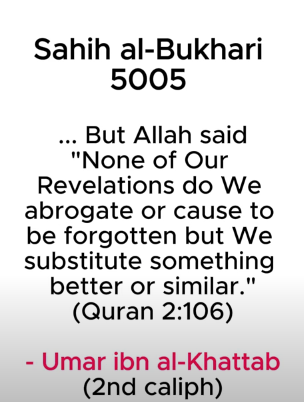 Sahih al-Bukhari
5005
... But Allah said
"None of Our
Revelations do We
abrogate or cause to
be forgotten but We
substitute something
better or similar."
(Quran 2:106)
- Umar ibn al-Khattab
(2nd caliph)